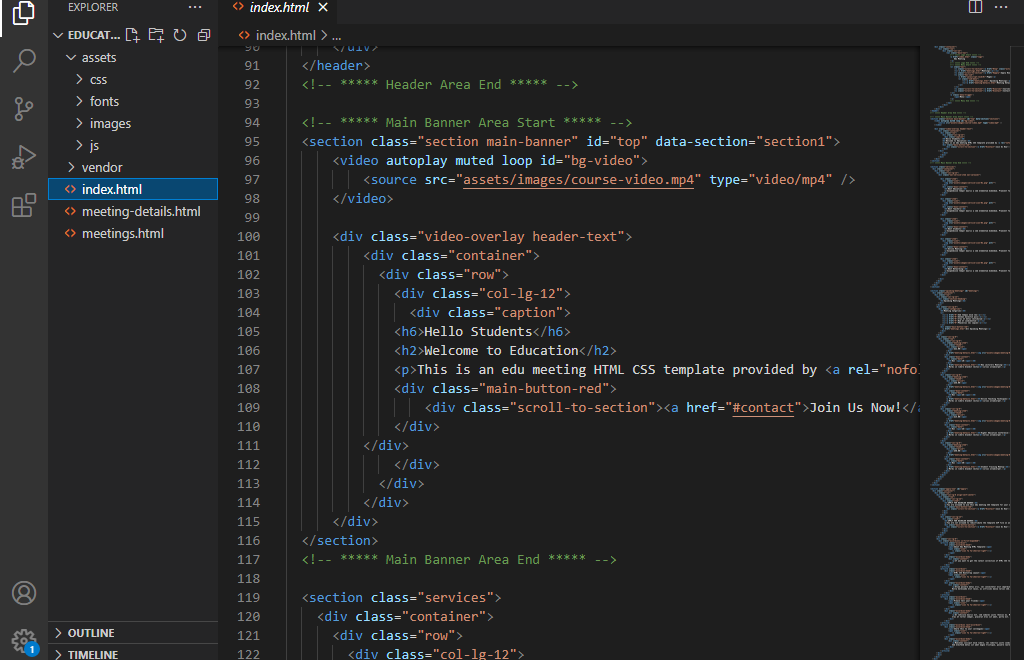 EXPLORER
EDUCAT...
assets
css
fonts
images
js
vendor
index.html
meeting-details.html
meetings.html
OUTLINE
TIMELINE
1
index.html
index.html > ...
90 </div>
91 </header>
92 <!-- ***** Header Area End ***** -->
93
94 <!-- ***** Main Banner Area Start ***** -->
95 <section class="section main-banner" id="top" data-section="section1">
96 <video autoplay muted loop id="bg-video">
97 <source src="assets/images/course-video.mp4" type="video/mp4" />
98 </video>
99
100 <div class="video-overlay header-text">
101 <div class="container">
102 <div class="row">
103 <div class="col-lg-12">
104 <div class="caption">
105 <h6>Hello Students</h6>
106 <h2>Welcome to Education</h2>
107 <p>This is an edu meeting HTML CSS template provided by <a rel="nofo
108 <div class="main-button-red">
109 <div class="scroll-to-section"><a href="#contact">Join Us Now!</a
110 </div>
111 </div>
112 </div>
113 </div>
114 </div>
115 </div>
116 </section>
117 <!-- ***** Main Banner Area End ***** -->
118
119 <section class="services">
120 <div class="container">
121 <div class="row">
122 <div class="col-lg-12">